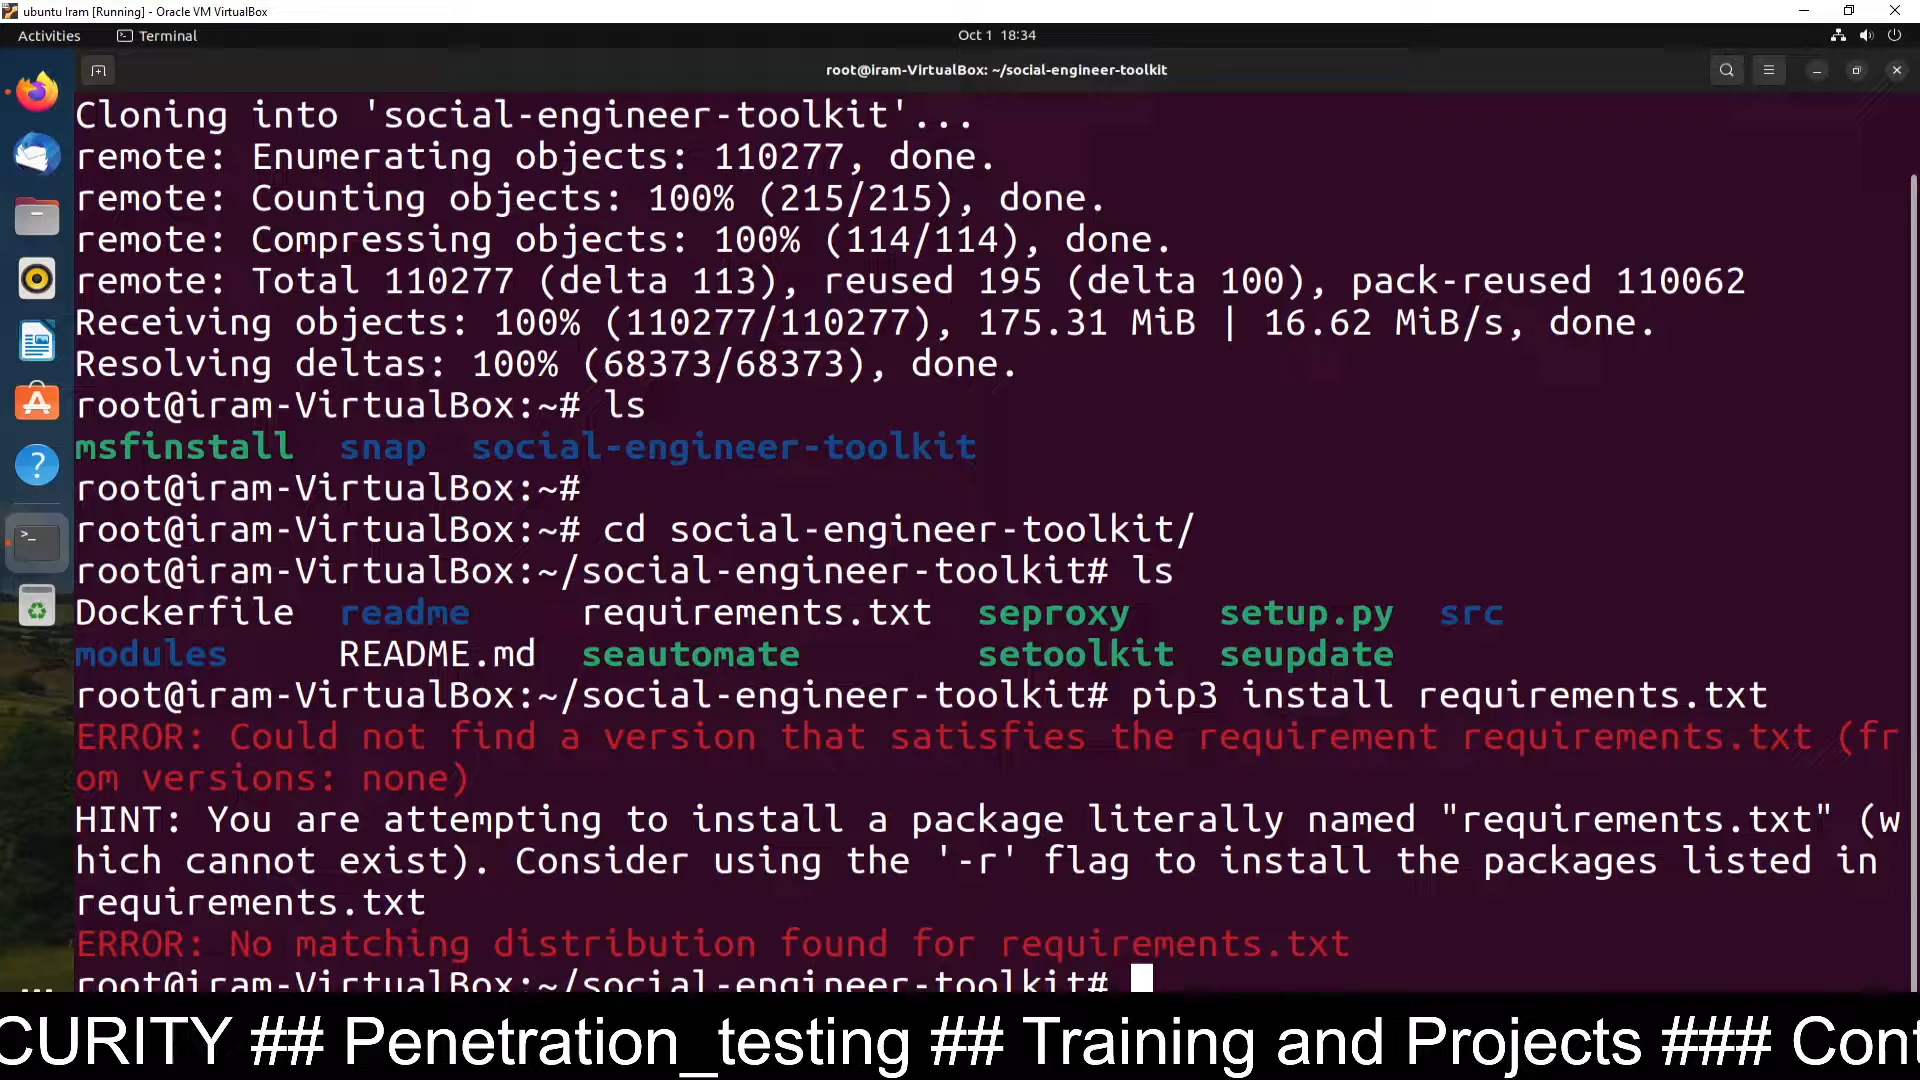 ubuntu Iram [Running] - Oracle VM VirtualBox
Activities Terminal Oct 1 18:34
root@iram-VirtualBox: ~/social-engineer-toolkit
Cloning into 'social-engineer-toolkit'...
remote: Enumerating objects: 110277, done.
remote: Counting objects: 100% (215/215), done.
remote: Compressing objects: 100% (114/114), done.
remote: Total 110277 (delta 113), reused 195 (delta 100), pack-reused 110062
Receiving objects: 100% (110277/110277), 175.31 MiB | 16.62 MiB/s, done.
Resolving deltas: 100% (68373/68373), done.
root@iram-VirtualBox:~# ls
msfinstall snap social-engineer-toolkit
root@iram-VirtualBox:~#
root@iram-VirtualBox:~# cd social-engineer-toolkit/
root@iram-VirtualBox:~/social-engineer-toolkit# ls
Dockerfile readme requirements.txt seproxy setup.py src
modules README.md seautomate setoolkit seupdate
root@iram-VirtualBox:~/social-engineer-toolkit# pip3 install requirements.txt
ERROR: Could not find a version that satisfies the requirement requirements.txt (fr
om versions: none)
HINT: You are attempting to install a package literally named "requirements.txt" (w
hich cannot exist). Consider using the '-r' flag to install the packages listed in
requirements.txt
ERROR: No matching distribution found for requirements.txt
root@iram-VirtualBox:~/social-engineer-toolkit#
CURITY ## Penetration_testing ## Training and Projects ### Cont